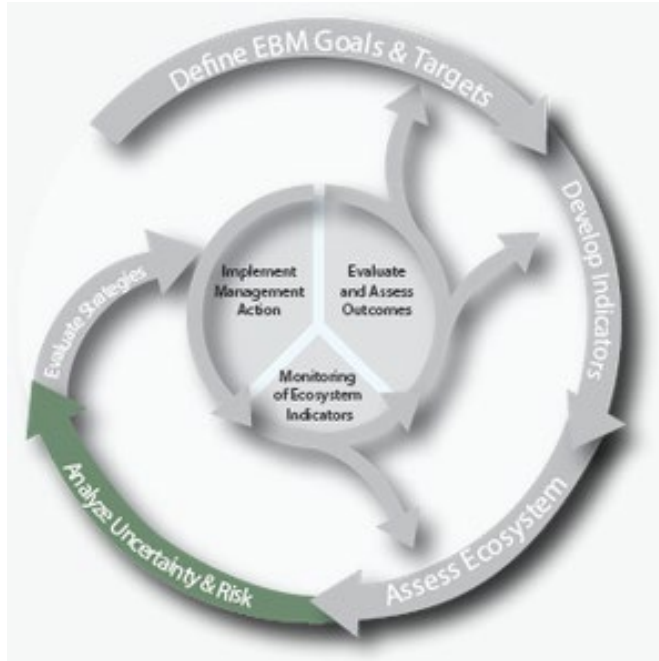 Define EBM Goals & Targets
Develop Indicators
Assess Ecosystem
Analyze Uncertainty & Risk
Evaluate Strategies
Implement
Management
Action
Evaluate
and Assess
Outcomes
Monitoring
of Ecosystem
Indicators